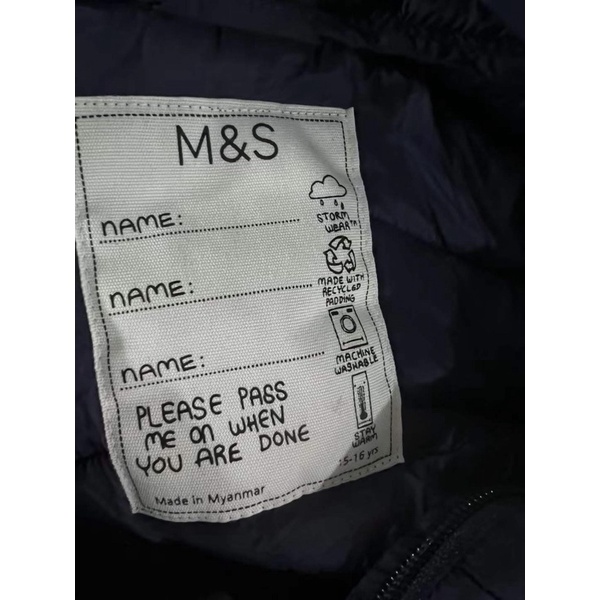 M&S
NAME:
NAME:
NAME:
PLEASE PASS
ME ON WHEN
YOU ARE DONE
Made in Myanmar
STORM
WEAR™
MADE WITH
RECYCLED
PADDING
MACHINE
WASHABLE
STAY
WARM
5-16 yrs